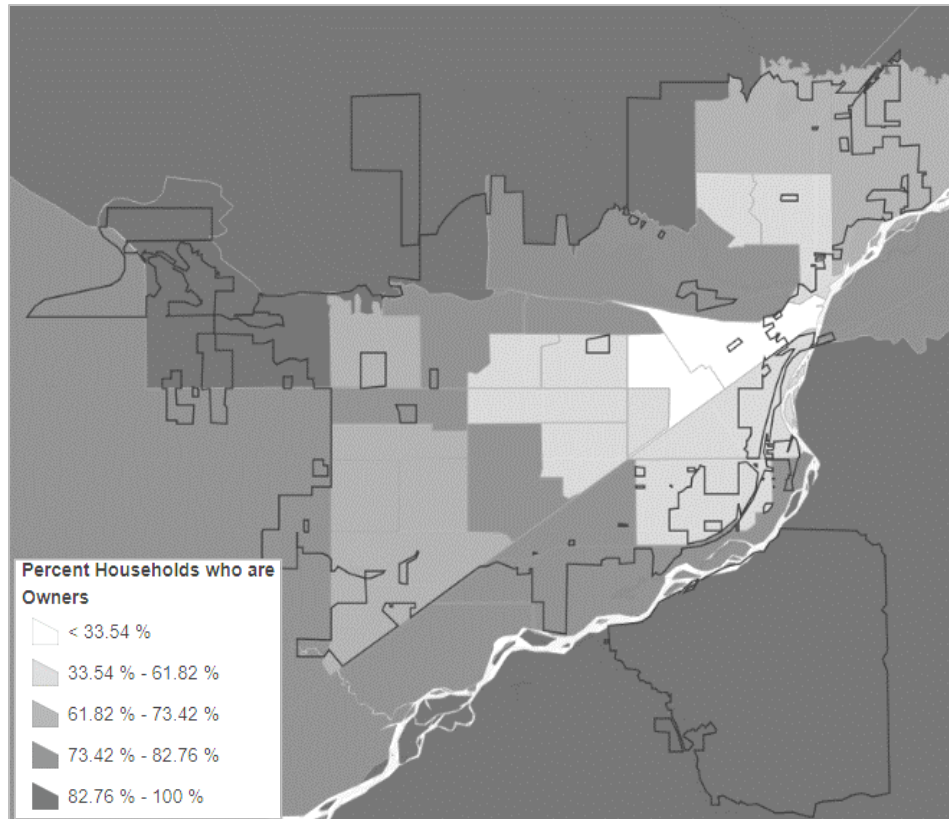 Percent Households who are
Owners
< 33.54 %
33.54 % - 61.82 %
61.82 % - 73.42 %
73.42 % - 82.76 %
82.76 % - 100 %